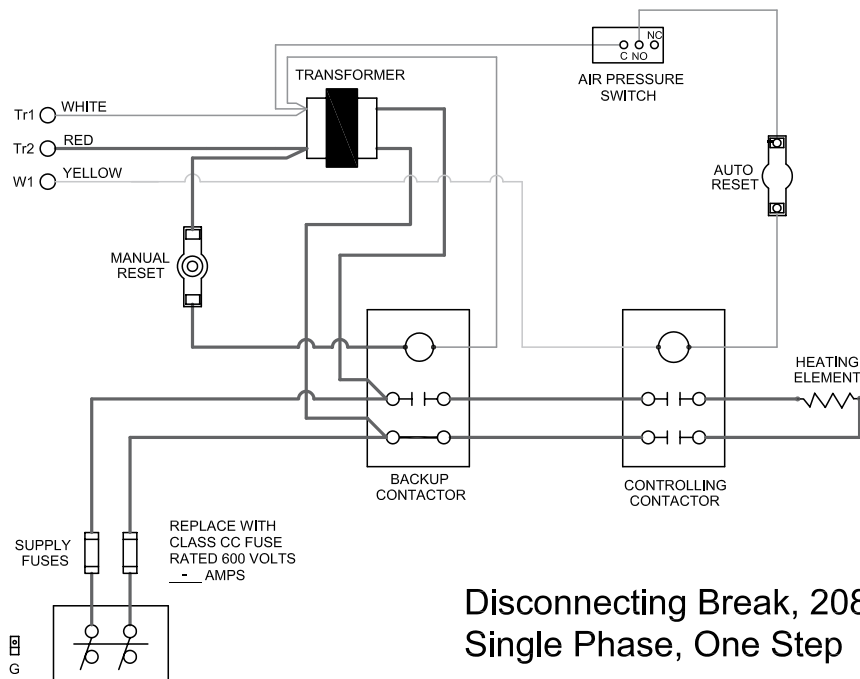 NC
C NO
AIR PRESSURE
SWITCH
TRANSFORMER
Tr1 WHITE
Tr2 RED
W1 YELLOW
AUTO
RESET
MANUAL
RESET
HEATING
ELEMENT
BACKUP
CONTACTOR
CONTROLLING
CONTACTOR
SUPPLY
FUSES
REPLACE WITH
CLASS CC FUSE
RATED 600 VOLTS
- AMPS
G
Disconnecting Break, 208
Single Phase, One Step